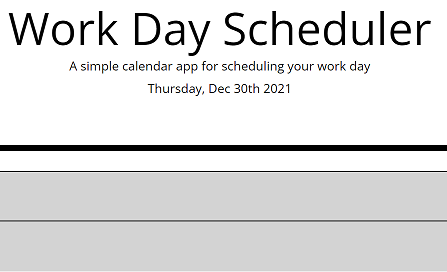 Work Day Scheduler
A simple calendar app for scheduling your work day
Thursday, Dec 30th 2021